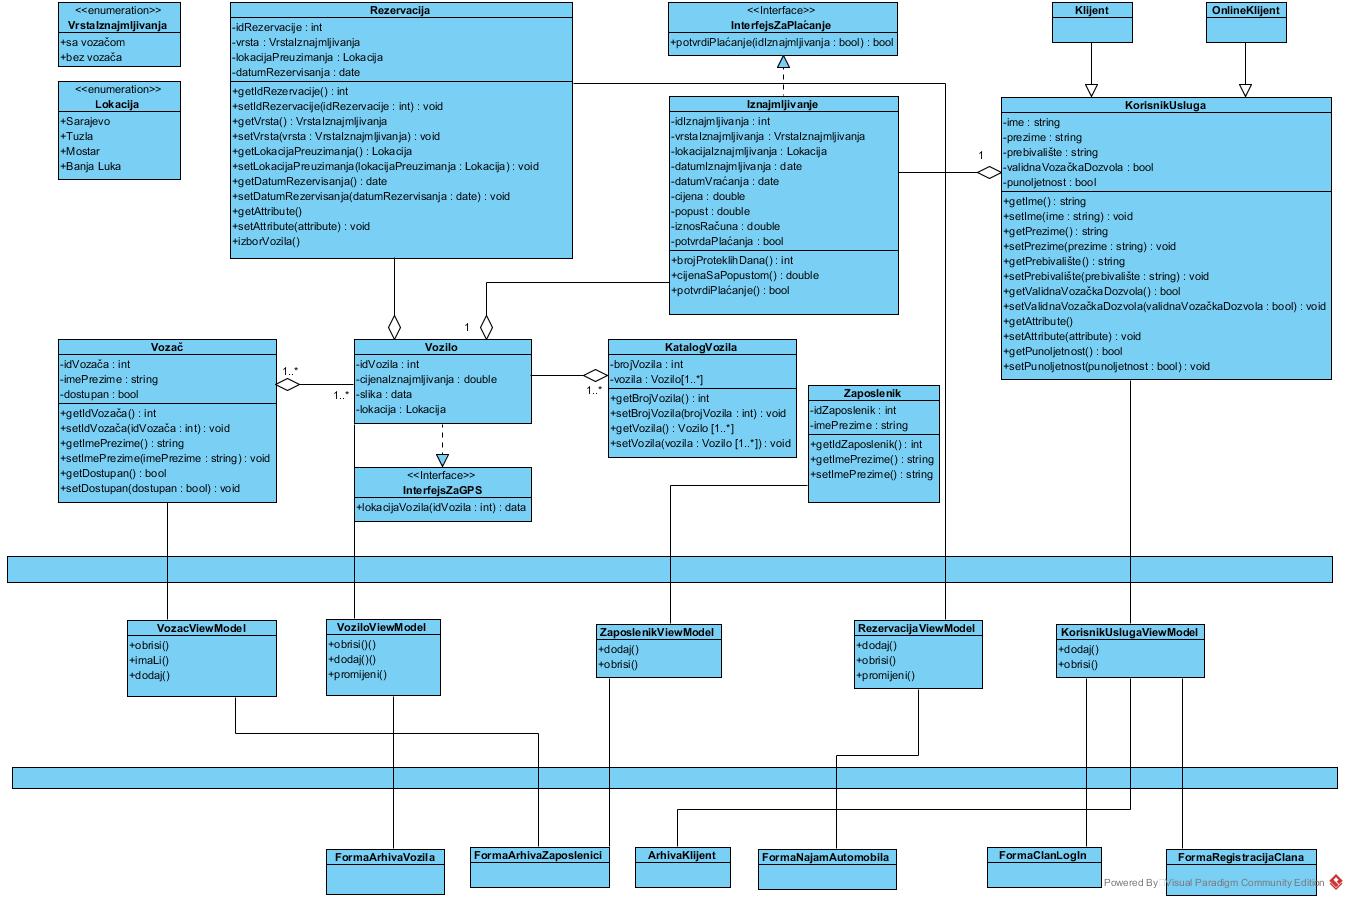 <<enumeration>>
VrstaIznajmljivanja
+sa vozačom
+bez vozača
<<enumeration>>
Lokacija
+Sarajevo
+Tuzla
+Mostar
+Banja Luka
Rezervacija
-idRezervacije : int
-vrsta : VrstaIznajmljivanja
-lokacijaPreuzimanja : Lokacija
-datumRezervisanja : date
+getIdRezervacije() : int
+setIdRezervacije(idRezervacije : int) : void
+getVrsta() : VrstaIznajmljivanja
+setVrsta(vrsta : VrstaIznajmljivanja) : void
+getLokacijaPreuzimanja() : Lokacija
+setLokacijaPreuzimanja(lokacijaPreuzimanja : Lokacija) : void
+getDatumRezervisanja() : date
+setDatumRezervisanja(datumRezervisanja : date) : void
+getAttribute()
+setAttribute(attribute) : void
+izborVozila()
<<Interface>>
InterfejsZaPlaćanje
+potvrdiPlaćanje(idIznajmljivanja : bool) : bool
Iznajmljivanje
-idIznajmljivanja : int
-vrstaIznajmljivanja : VrstaIznajmljivanja
-lokacijaIznajmljivanja : Lokacija
-datumIznajmljivanja : date
-datumVraćanja : date
-cijena : double
-popust : double
-iznosRačuna : double
-potvrdaPlaćanja : bool
+brojProteklihDana() : int
+cijenaSaPopustom() : double
+potvrdiPlaćanje() : bool
Klijent
OnlineKlijent
1
KorisnikUsluga
-ime : string
-prezime : string
-prebivalište : string
-validnaVozačkaDozvola : bool
-punoljetnost : bool
+getIme() : string
+setIme(ime : string) : void
+getPrezime() : string
+setPrezime(prezime : string) : void
+getPrebivalište() : string
+setPrebivalište(prebivalište : string) : void
+getValidnaVozačkaDozvola() : bool
+setValidnaVozačkaDozvola(validnaVozačkaDozvola : bool) : void
+getAttribute()
+setAttribute(attribute) : void
+getPunoljetnost() : bool
+setPunoljetnost(punoljetnost : bool) : void
Vozač
-idVozača : int
-imePrezime : string
-dostupan : bool
+getIdVozača() : int
+setIdVozača(idVozača : int) : void
+getImePrezime() : string
+setImePrezime(imePrezime : string) : void
+getDostupan() : bool
+setDostupan(dostupan : bool) : void
1..*
1..*
1
Vozilo
-idVozila : int
-cijenaIznajmljivanja : double
-slika : data
-lokacija : Lokacija
<<Interface>>
InterfejsZaGPS
+lokacijaVozila(idVozila : int) : data
1..*
KatalogVozila
-brojVozila : int
-vozila : Vozilo[1..*]
+getBrojVozila() : int
+setBrojVozila(brojVozila : int) : void
+getVozila() : Vozilo [1..*]
+setVozila(vozila : Vozilo [1..*]) : void
Zaposlenik
-idZaposlenik : int
-imePrezime : string
+getIdZaposlenik() : int
+getImePrezime() : string
+setImePrezime() : string
VozacViewModel
+obrisi()
+imaLi()
+dodaj()
VoziloViewModel
+obrisi()()
+dodaj()()
+promijeni()
ZaposlenikViewModel
+dodaj()
+obrisi()
RezervacijaViewModel
+dodaj()
+obrisi()
+promijeni()
KorisnikUslugaViewModel
+dodaj()
+obrisi()
FormaArhivaVozila
FormaArhivaZaposlenici
ArhivaKlijent
FormaNajamAutomobila
FormaClanLogIn
FormaRegistracijaClana
Powered By Visual Paradigm Community Edition